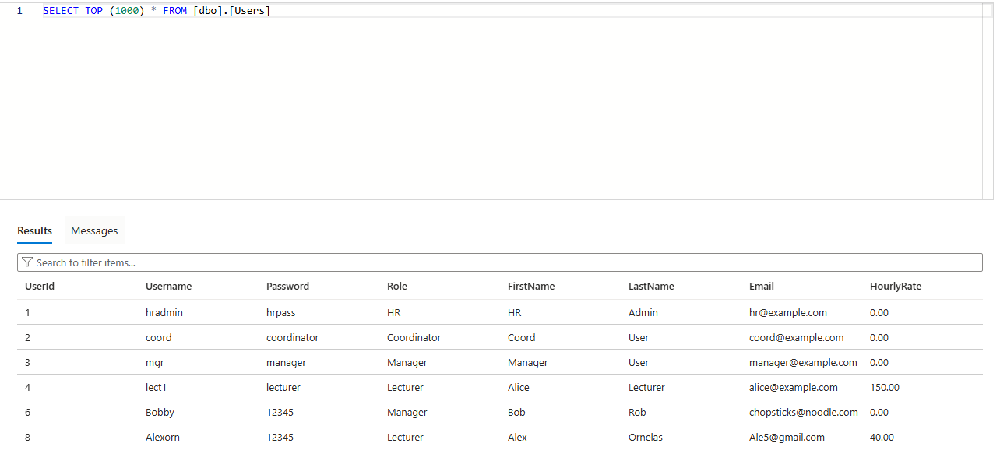 1 SELECT TOP (1000) * FROM [dbo].[Users]
Results Messages
Search to filter items...
UserId Username Password Role FirstName LastName Email HourlyRate
1 hradmin hrpass HR HR Admin hr@example.com 0.00
2 coord coordinator Coordinator Coord User coord@example.com 0.00
3 mgr manager Manager Manager User manager@example.com 0.00
4 lect1 lecturer Lecturer Alice Lecturer alice@example.com 150.00
6 Bobby 12345 Manager Bob Rob chopsticks@noodle.com 0.00
8 Alexorn 12345 Lecturer Alex Ornelas Ale5@gmail.com 40.00